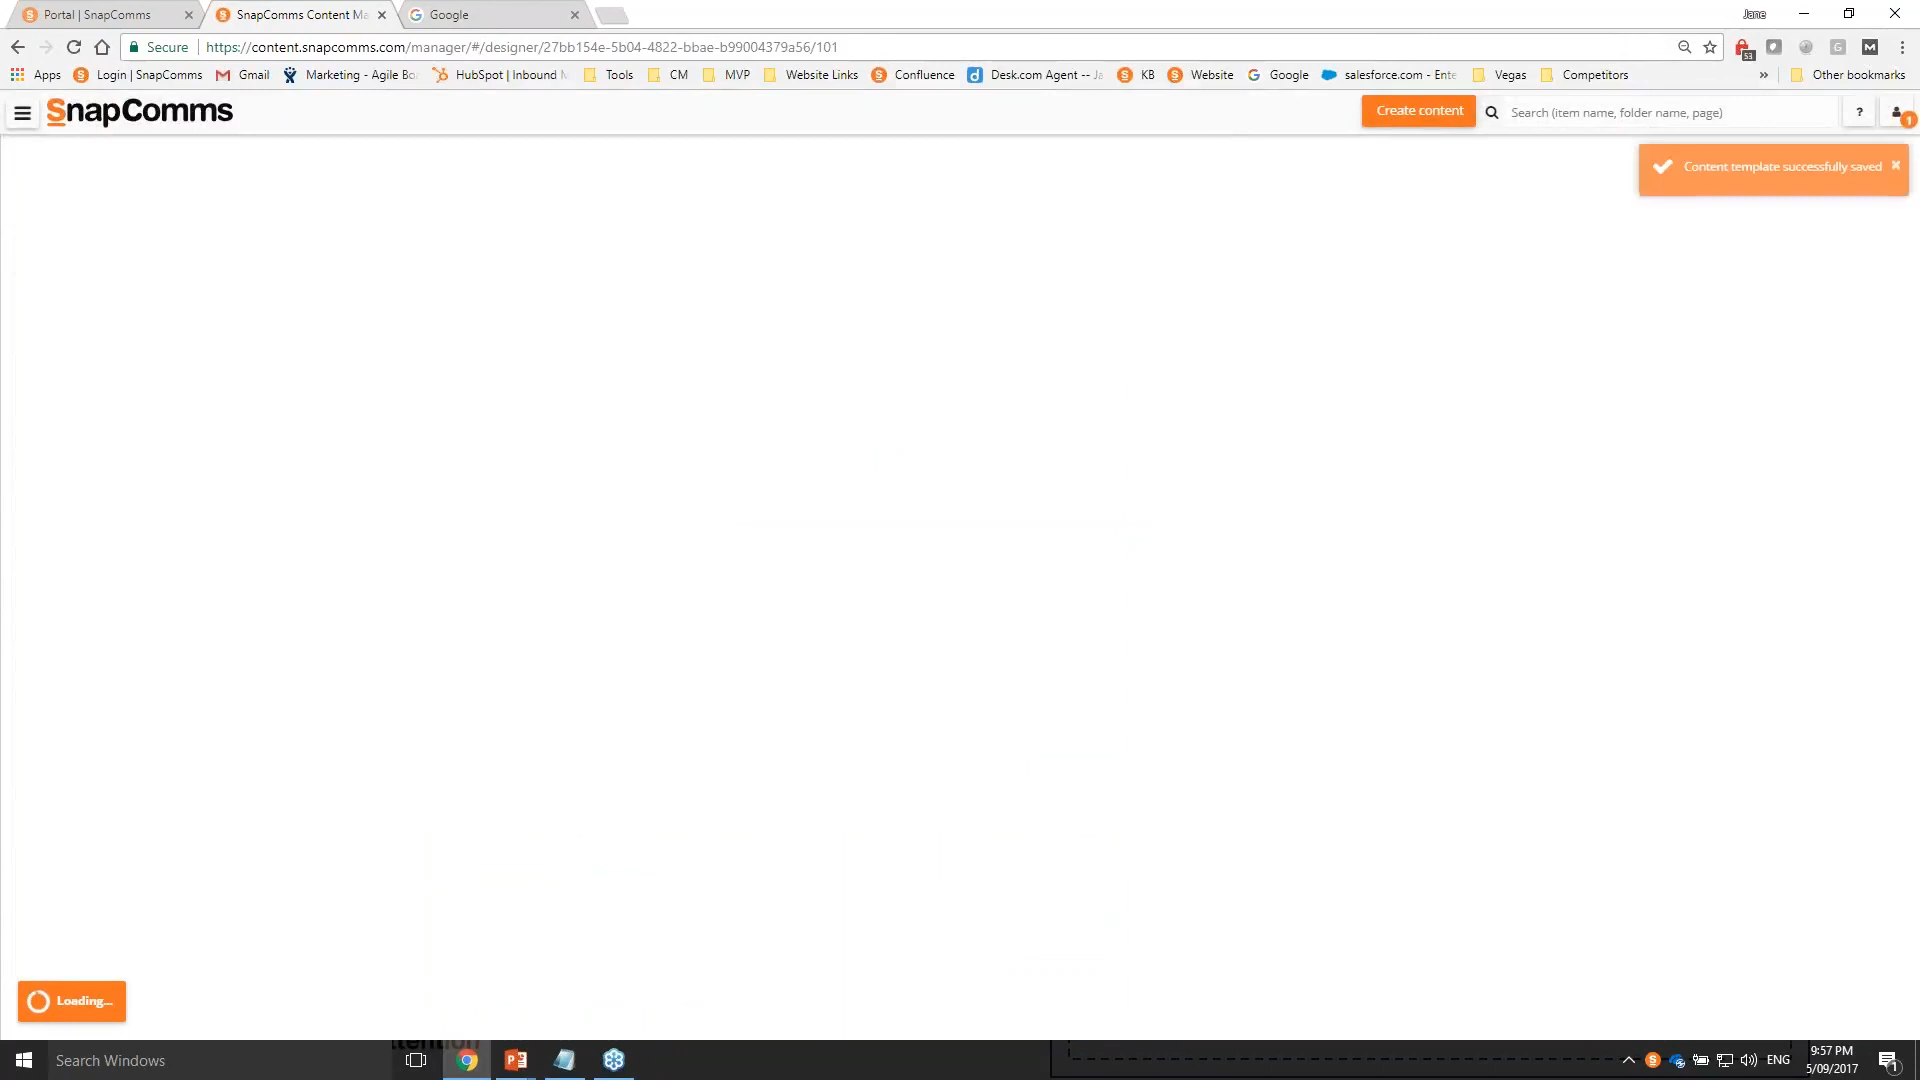 Portal | SnapComms
SnapComms Content Ma
Google
Jane
Secure
https://content.snapcomms.com/manager/#/designer/27bb154e-5b04-4822-bbae-b99004379a56/101
53
G
M
Apps
Login | SnapComms
Gmail
Marketing - Agile Bo
HubSpot | Inbound M
Tools
CM
MVP
Website Links
Confluence
Desk.com Agent -- Ja
KB
Website
Google
salesforce.com - Ente
Vegas
Competitors
»
Other bookmarks
SnapComms
Create content
Search (item name, folder name, page)
?
1
Content template successfully saved
Loading...
Search Windows
ENG
9:57 PM
5/09/2017
1